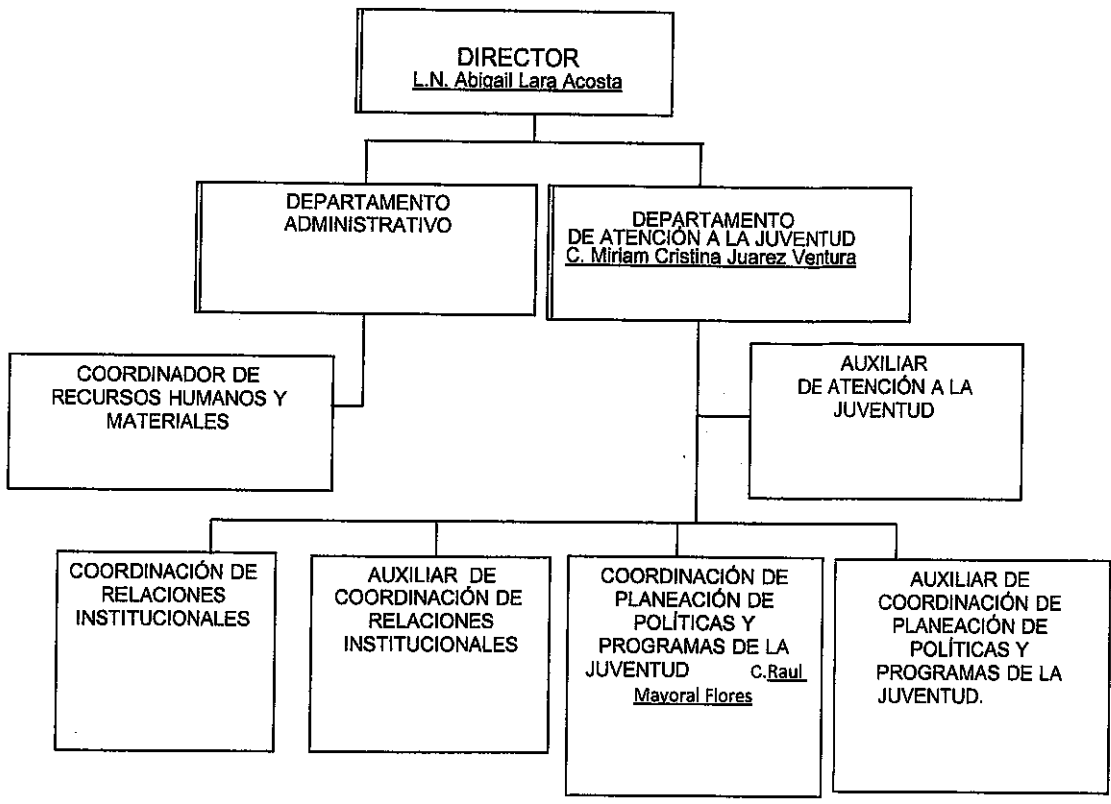 DIRECTOR
L.N. Abigail Lara Acosta
DEPARTAMENTO
ADMINISTRATIVO
DEPARTAMENTO
DE ATENCIÓN A LA JUVENTUD
C. Miriam Cristina Juarez Ventura
COORDINADOR DE
RECURSOS HUMANOS Y
MATERIALES
AUXILIAR
DE ATENCIÓN A LA
JUVENTUD
COORDINACIÓN DE
RELACIONES
INSTITUCIONALES
AUXILIAR DE
COORDINACIÓN DE
RELACIONES
INSTITUCIONALES
COORDINACIÓN DE
PLANEACIÓN DE
POLÍTICAS Y
PROGRAMAS DE LA
JUVENTUD C.Raul
Mayoral Flores
AUXILIAR DE
COORDINACIÓN DE
PLANEACIÓN DE
POLÍTICAS Y
PROGRAMAS DE LA
JUVENTUD.